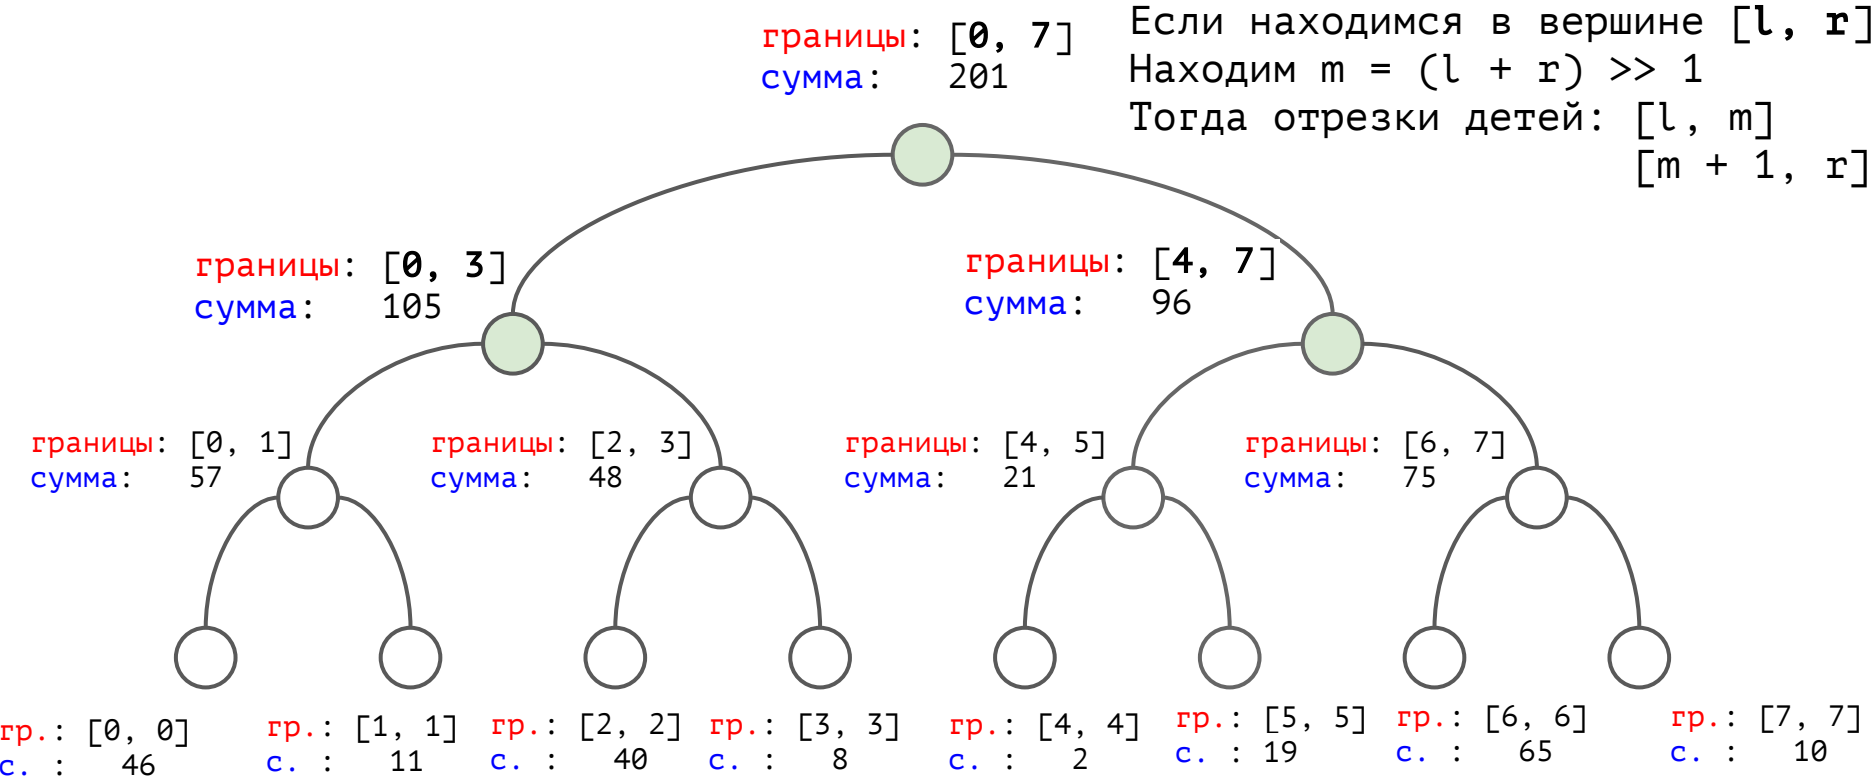 Если находимся в вершине [l, r]
Находим m = (l + r) >> 1
Тогда отрезки детей: [l, m]
[m + 1, r]
границы: [0, 7]
сумма: 201
границы: [0, 3]
сумма: 105
границы: [4, 7]
сумма: 96
границы: [0, 1]
сумма: 57
границы: [2, 3]
сумма: 48
границы: [4, 5]
сумма: 21
границы: [6, 7]
сумма: 75
гр.: [0, 0]
с. : 46
гр.: [1, 1]
с. : 11
гр.: [2, 2]
с. : 40
гр.: [3, 3]
с. : 8
гр.: [4, 4]
с. : 2
гр.: [5, 5]
с. : 19
гр.: [6, 6]
с. : 65
гр.: [7, 7]
с. : 10